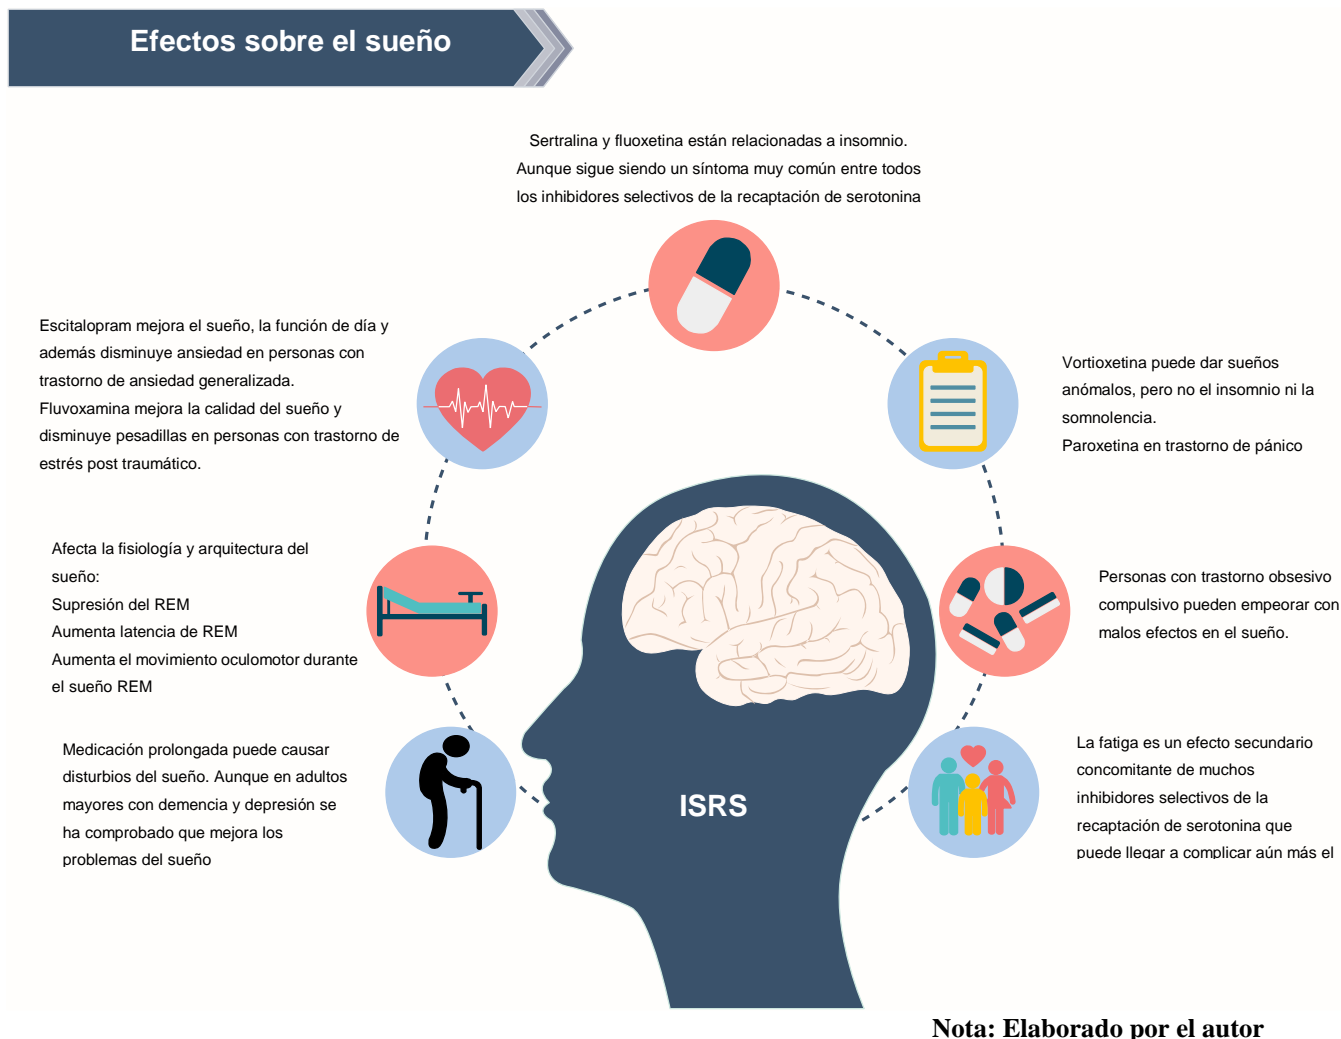 Efectos sobre el sueño
Sertralina y fluoxetina están relacionadas a insomnio.
Aunque sigue siendo un síntoma muy común entre todos
los inhibidores selectivos de la recaptación de serotonina
Escitalopram mejora el sueño, la función de día y
además disminuye ansiedad en personas con
trastorno de ansiedad generalizada.
Fluvoxamina mejora la calidad del sueño y
disminuye pesadillas en personas con trastorno de
estrés post traumático.
Vortioxetina puede dar sueños
anómalos, pero no el insomnio ni la
somnolencia.
Paroxetina en trastorno de pánico
Afecta la fisiología y arquitectura del
sueño:
Supresión del REM
Aumenta latencia de REM
Aumenta el movimiento oculomotor durante
el sueño REM
Personas con trastorno obsesivo
compulsivo pueden empeorar con
malos efectos en el sueño.
Medicación prolongada puede causar
disturbios del sueño. Aunque en adultos
mayores con demencia y depresión se
ha comprobado que mejora los
problemas del sueño
La fatiga es un efecto secundario
concomitante de muchos
inhibidores selectivos de la
recaptación de serotonina que
puede llegar a complicar aún más el
ISRS
Nota: Elaborado por el autor